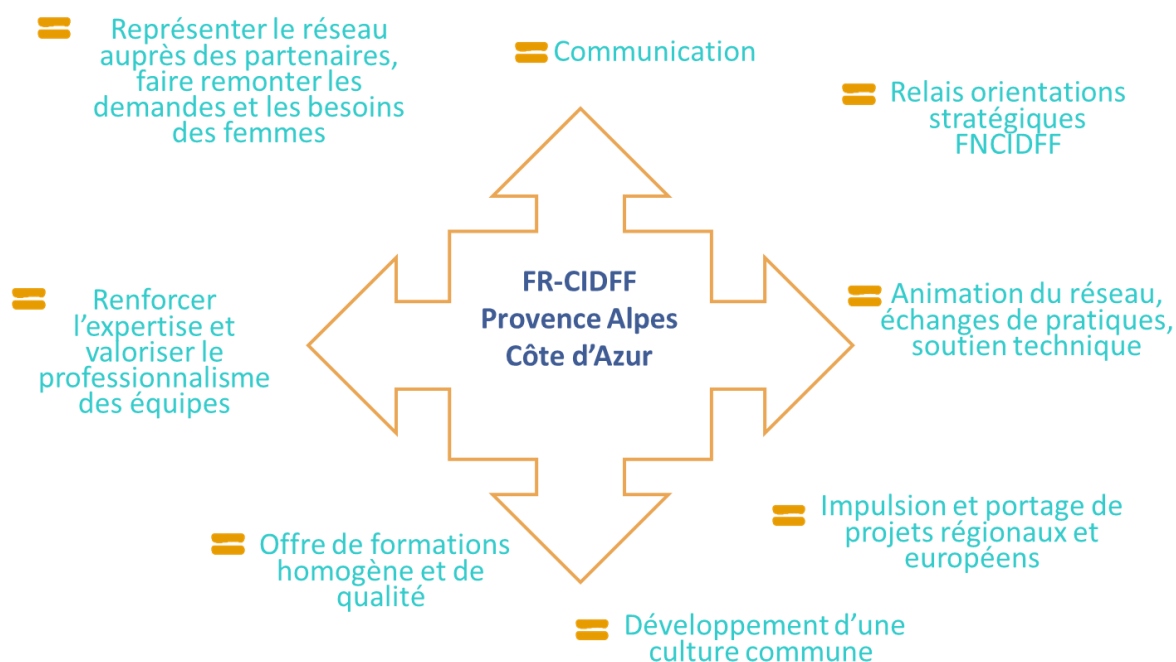 Représenter le réseau
auprès des partenaires,
faire remonter les
demandes et les besoins
des femmes
Communication
Relais orientations
stratégiques
FNCIDFF
Renforcer
l’expertise et
valoriser le
professionnalisme
des équipes
FR-CIDFF
Provence Alpes
Côte d’Azur
Animation du réseau,
échanges de pratiques,
soutien technique
Offre de formations
homogène et de
qualité
Impulsion et portage de
projets régionaux et
européens
Développement d’une
culture commune